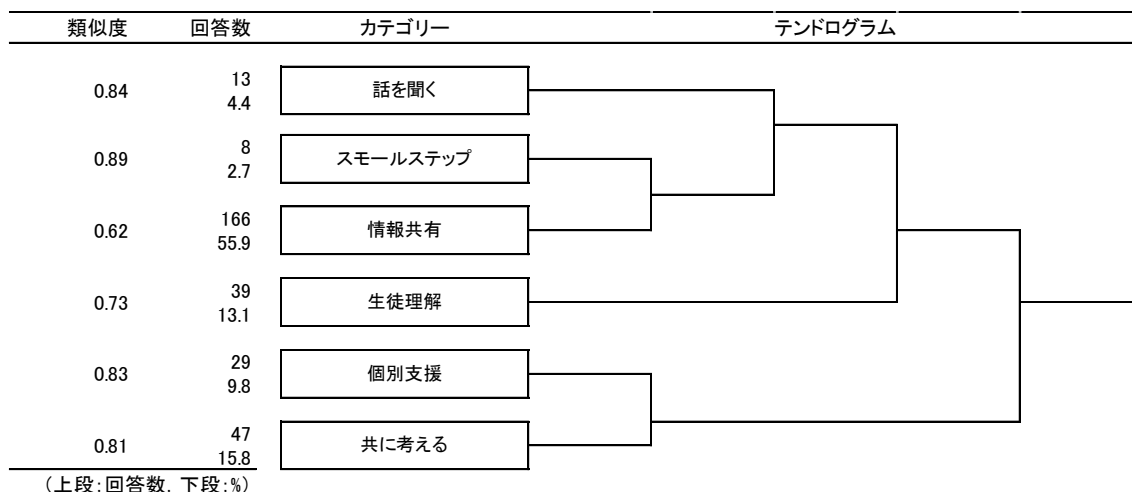 類似度 回答数 カテゴリー テンドログラム
0.84 13 4.4 話を聞く
0.89 8 2.7 スモールステップ
0.62 166 55.9 情報共有
0.73 39 13.1 生徒理解
0.83 29 9.8 個別支援
0.81 47 15.8 共に考える
(上段:回答数, 下段:%)